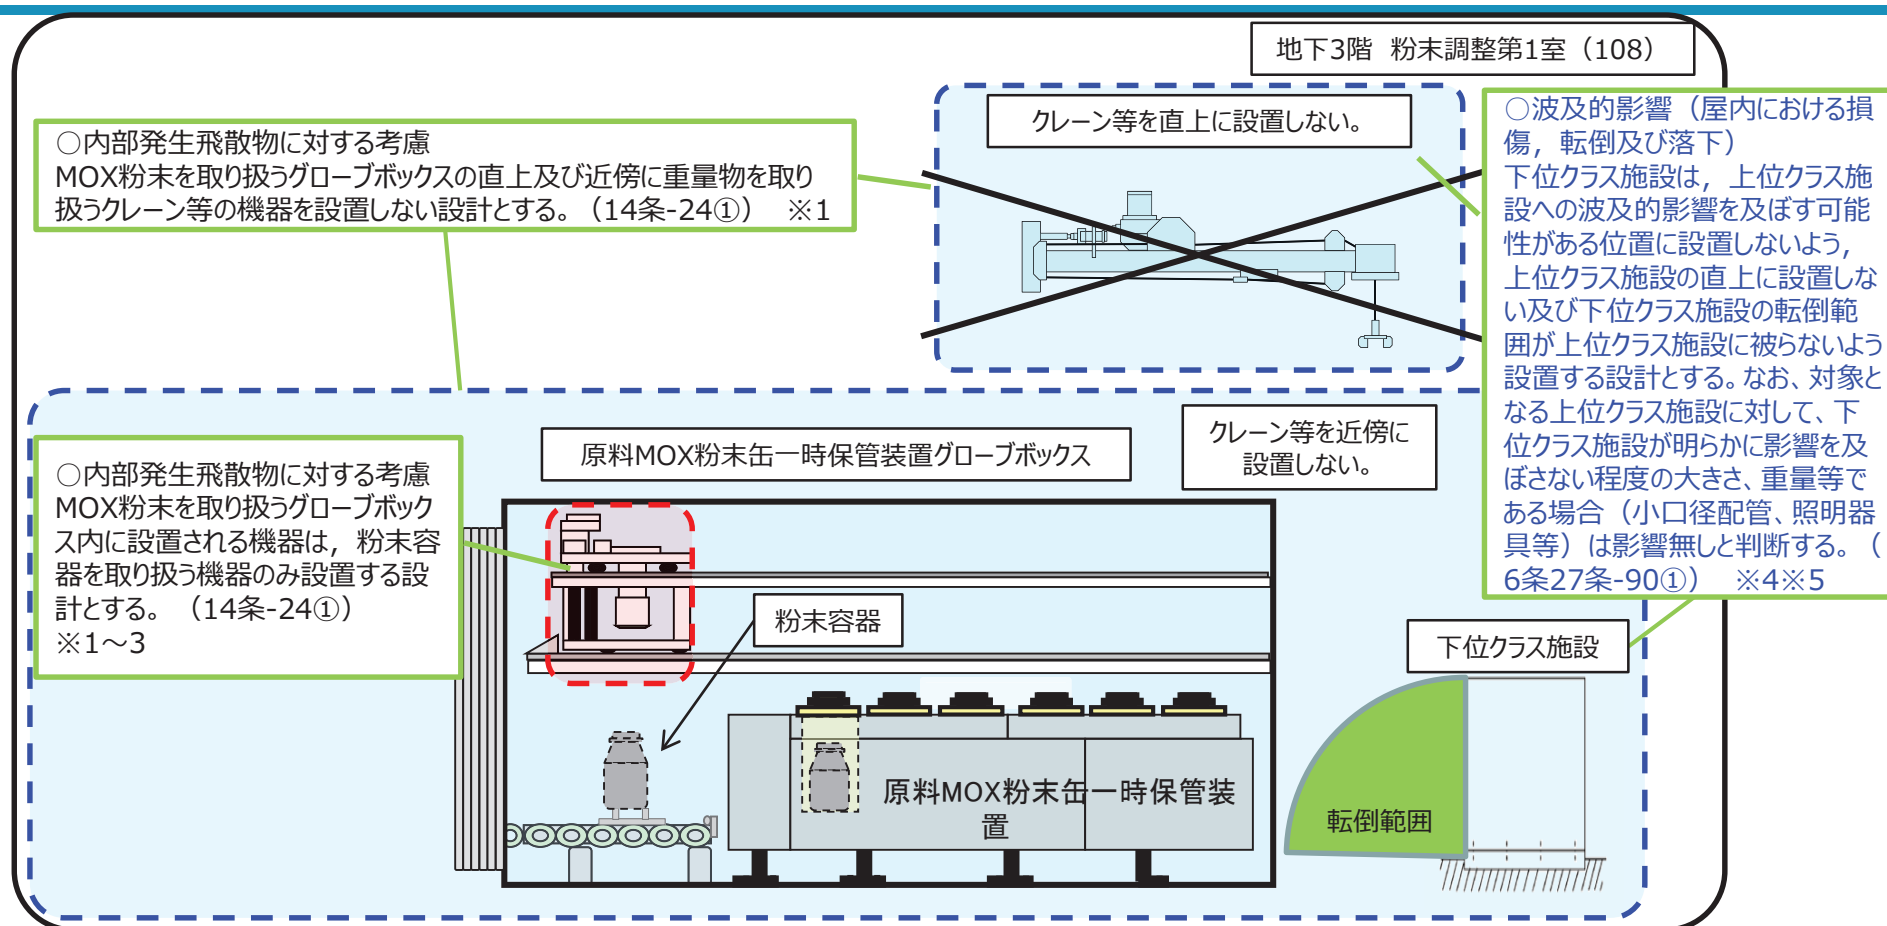 地下3階 粉末調整第1室（108）
クレーン等を直上に設置しない。
○内部発生飛散物に対する考慮
MOX粉末を取り扱うグローブボックスの直上及び近傍に重量物を取り
扱うクレーン等の機器を設置しない設計とする。（14条-24①） ※1
○波及的影響（屋内における損
傷，転倒及び落下）
下位クラス施設は，上位クラス施
設への波及的影響を及ぼす可能
性がある位置に設置しないよう，
上位クラス施設の直上に設置しな
い及び下位クラス施設の転倒範
囲が上位クラス施設に被らないよう
設置する設計とする。なお、対象と
なる上位クラス施設に対して、下
位クラス施設が明らかに影響を及
ぼさない程度の大きさ、重量等で
ある場合（小口径配管、照明器
具等）は影響無しと判断する。（
6条27条-90①） ※4※5
○内部発生飛散物に対する考慮
MOX粉末を取り扱うグローブボック
ス内に設置される機器は，粉末容
器を取り扱う機器のみ設置する設
計とする。（14条-24①）
※1～3
原料MOX粉末缶一時保管装置グローブボックス
クレーン等を近傍に
設置しない。
粉末容器
下位クラス施設
原料MOX粉末缶一時保管装
置
転倒範囲